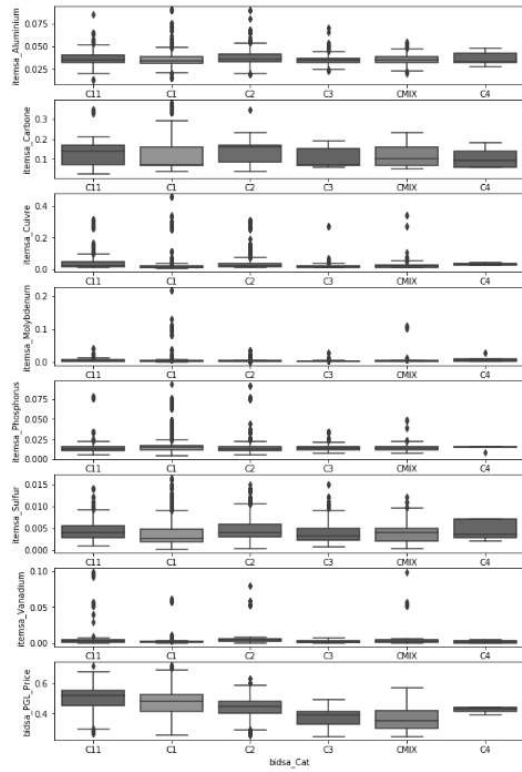 itemsa_Aluminium
0.075
0.050
0.025
C11 C1 C2 C3 CMIX C4
itemsa_Carbone
0.3
0.2
0.1
C11 C1 C2 C3 CMIX C4
itemsa_Cuivre
0.4
0.2
0.0
C11 C1 C2 C3 CMIX C4
itemsa_Molybdenum
0.2
0.1
0.0
C11 C1 C2 C3 CMIX C4
itemsa_Phosphorus
0.075
0.050
0.025
0.000
C11 C1 C2 C3 CMIX C4
itemsa_Sulfur
0.015
0.010
0.005
0.000
C11 C1 C2 C3 CMIX C4
itemsa_Vanadium
0.10
0.05
0.00
C11 C1 C2 C3 CMIX C4
bidsa_PGL_Price
0.6
0.4
C11 C1 C2 C3 CMIX C4
bidsa_Cat